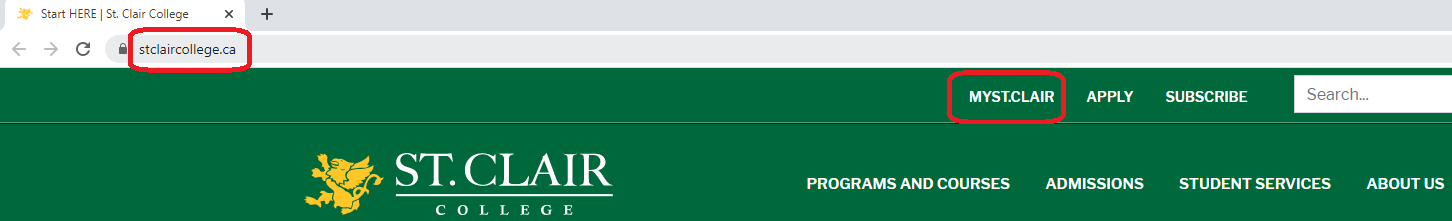 Start HERE | St. Clair College
stclaircollege.ca
MYST.CLAIR APPLY SUBSCRIBE Search...
ST. CLAIR
COLLEGE
PROGRAMS AND COURSES ADMISSIONS STUDENT SERVICES ABOUT US